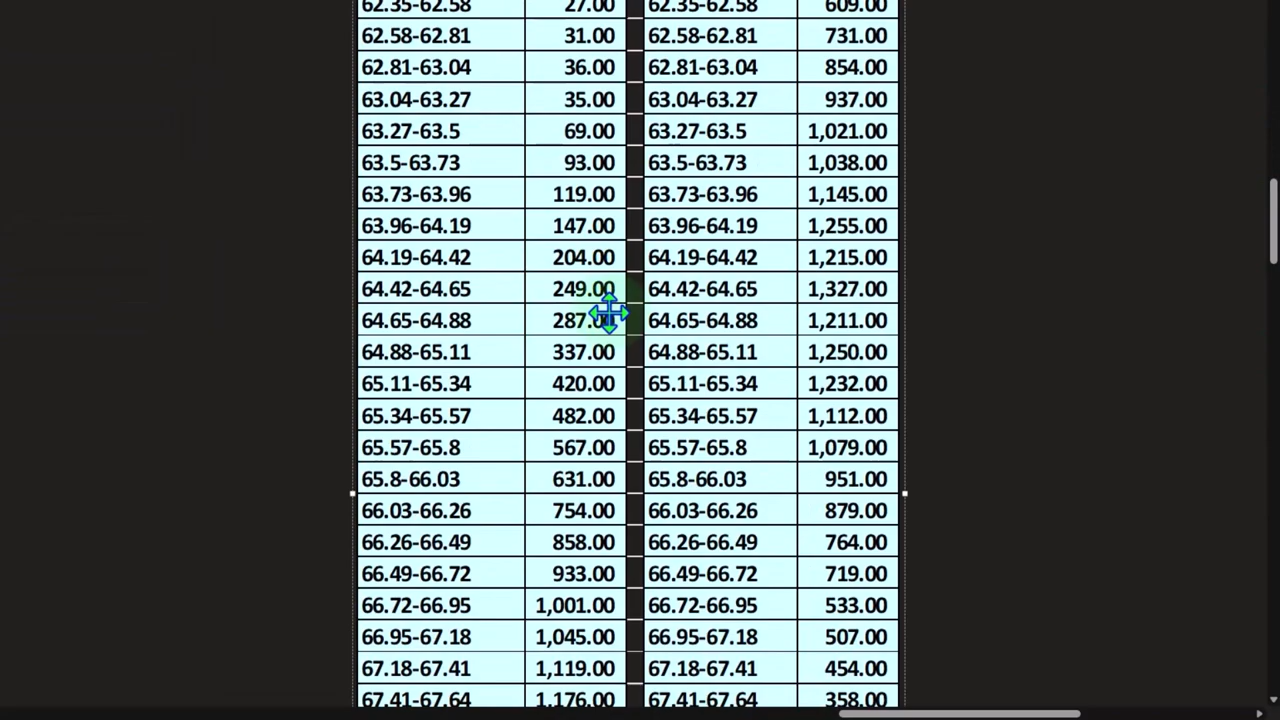 62.35-62.58 27.00 62.35-62.58 609.00
62.58-62.81 31.00 62.58-62.81 731.00
62.81-63.04 36.00 62.81-63.04 854.00
63.04-63.27 35.00 63.04-63.27 937.00
63.27-63.5 69.00 63.27-63.5 1,021.00
63.5-63.73 93.00 63.5-63.73 1,038.00
63.73-63.96 119.00 63.73-63.96 1,145.00
63.96-64.19 147.00 63.96-64.19 1,255.00
64.19-64.42 204.00 64.19-64.42 1,215.00
64.42-64.65 249.00 64.42-64.65 1,327.00
64.65-64.88 287.00 64.65-64.88 1,211.00
64.88-65.11 337.00 64.88-65.11 1,250.00
65.11-65.34 420.00 65.11-65.34 1,232.00
65.34-65.57 482.00 65.34-65.57 1,112.00
65.57-65.8 567.00 65.57-65.8 1,079.00
65.8-66.03 631.00 65.8-66.03 951.00
66.03-66.26 754.00 66.03-66.26 879.00
66.26-66.49 858.00 66.26-66.49 764.00
66.49-66.72 933.00 66.49-66.72 719.00
66.72-66.95 1,001.00 66.72-66.95 533.00
66.95-67.18 1,045.00 66.95-67.18 507.00
67.18-67.41 1,119.00 67.18-67.41 454.00
67.41-67.64 1,176.00 67.41-67.64 358.00